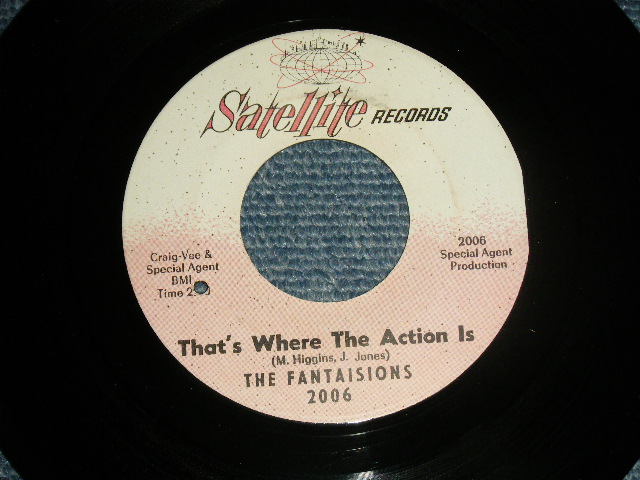 Satellite RECORDS
Craig-Vee &
Special Agent
BMI
Time
2006
Special Agent
Production
That's Where The Action Is
(M. Higgins, J. Jones)
THE FANTAISIONS
2006